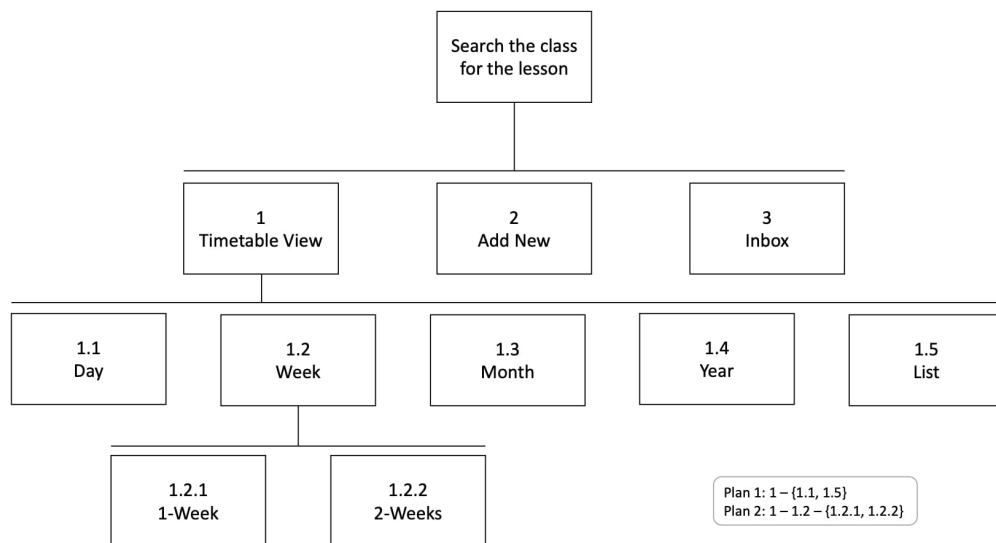 Search the class
for the lesson
1
Timetable View
2
Add New
3
Inbox
1.1
Day
1.2
Week
1.3
Month
1.4
Year
1.5
List
1.2.1
1-Week
1.2.2
2-Weeks
Plan 1: 1 – {1.1, 1.5}
Plan 2: 1 – 1.2 – {1.2.1, 1.2.2}